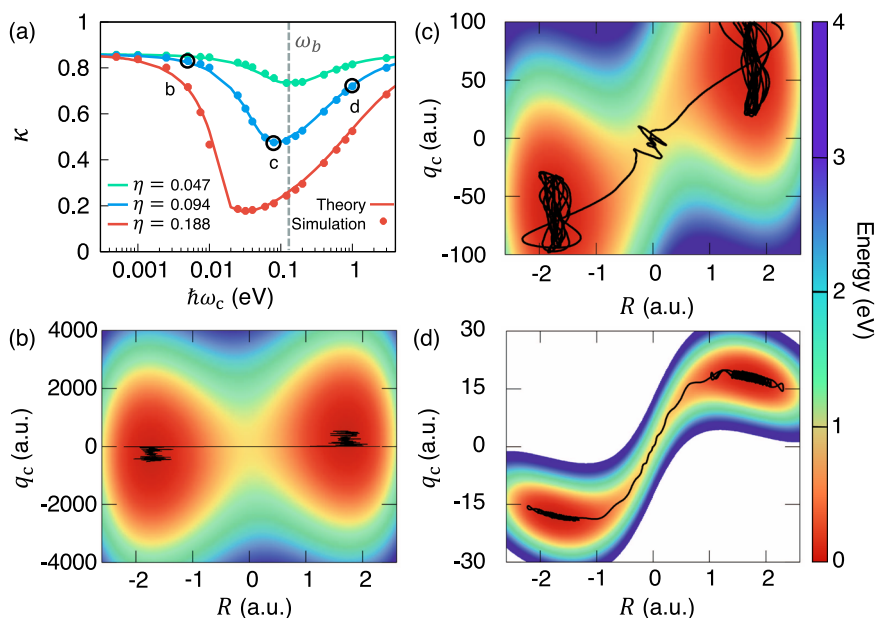 (a)
κ
1
0.8
0.6
0.4
0.2
0
ω_b
b
c
d
η = 0.047
η = 0.094
η = 0.188
Theory
Simulation
0.001 0.01 0.1 1
ℏω_c (eV)
(b)
q_c (a.u.)
4000
2000
0
-2000
-4000
-2 -1 0 1 2
R (a.u.)
(c)
q_c (a.u.)
100
50
0
-50
-100
-2 -1 0 1 2
R (a.u.)
(d)
q_c (a.u.)
30
15
0
-15
-30
-2 -1 0 1 2
R (a.u.)
4
3
2
1
0
Energy (eV)